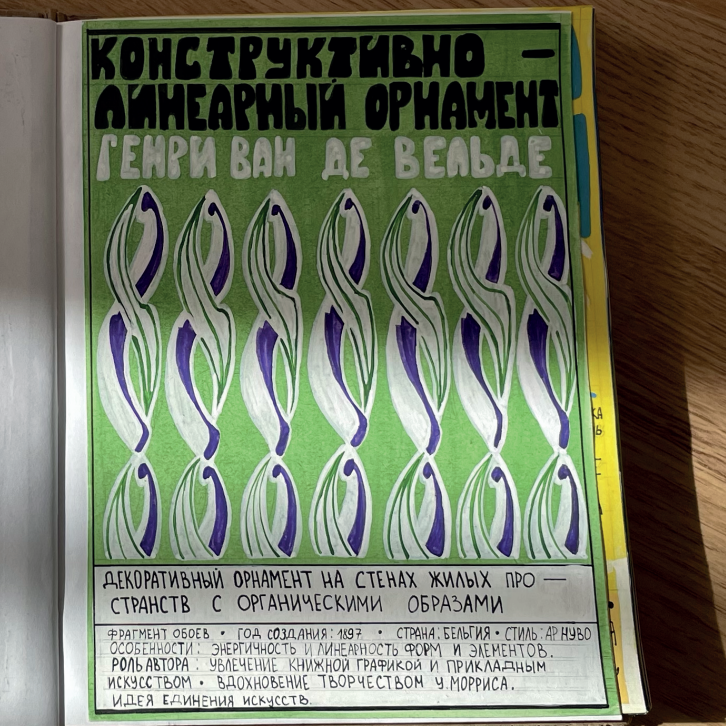 КОНСТРУКТИВНО —
ЛИНЕАРНЫЙ ОРНАМЕНТ
ГЕНРИ ВАН ДЕ ВЕЛЬДЕ
ДЕКОРАТИВНЫЙ ОРНАМЕНТ НА СТЕНАХ ЖИЛЫХ ПРО —
СТРАНСТВ С ОРГАНИЧЕСКИМИ ОБРАЗАМИ
ФРАГМЕНТ ОБОЕВ • ГОД СОЗДАНИЯ: 1897 • СТРАНА: БЕЛЬГИЯ • СТИЛЬ: АР НУВО
ОСОБЕННОСТИ: ЭНЕРГИЧНОСТЬ И ЛИНЕАРНОСТЬ ФОРМ И ЭЛЕМЕНТОВ.
РОЛЬ АВТОРА: УВЛЕЧЕНИЕ КНИЖНОЙ ГРАФИКОЙ И ПРИКЛАДНЫМ
ИСКУССТВОМ • ВДОХНОВЕНИЕ ТВОРЧЕСТВОМ У. МОРРИСА.
ИДЕЯ ЕДИНЕНИЯ ИСКУССТВ.